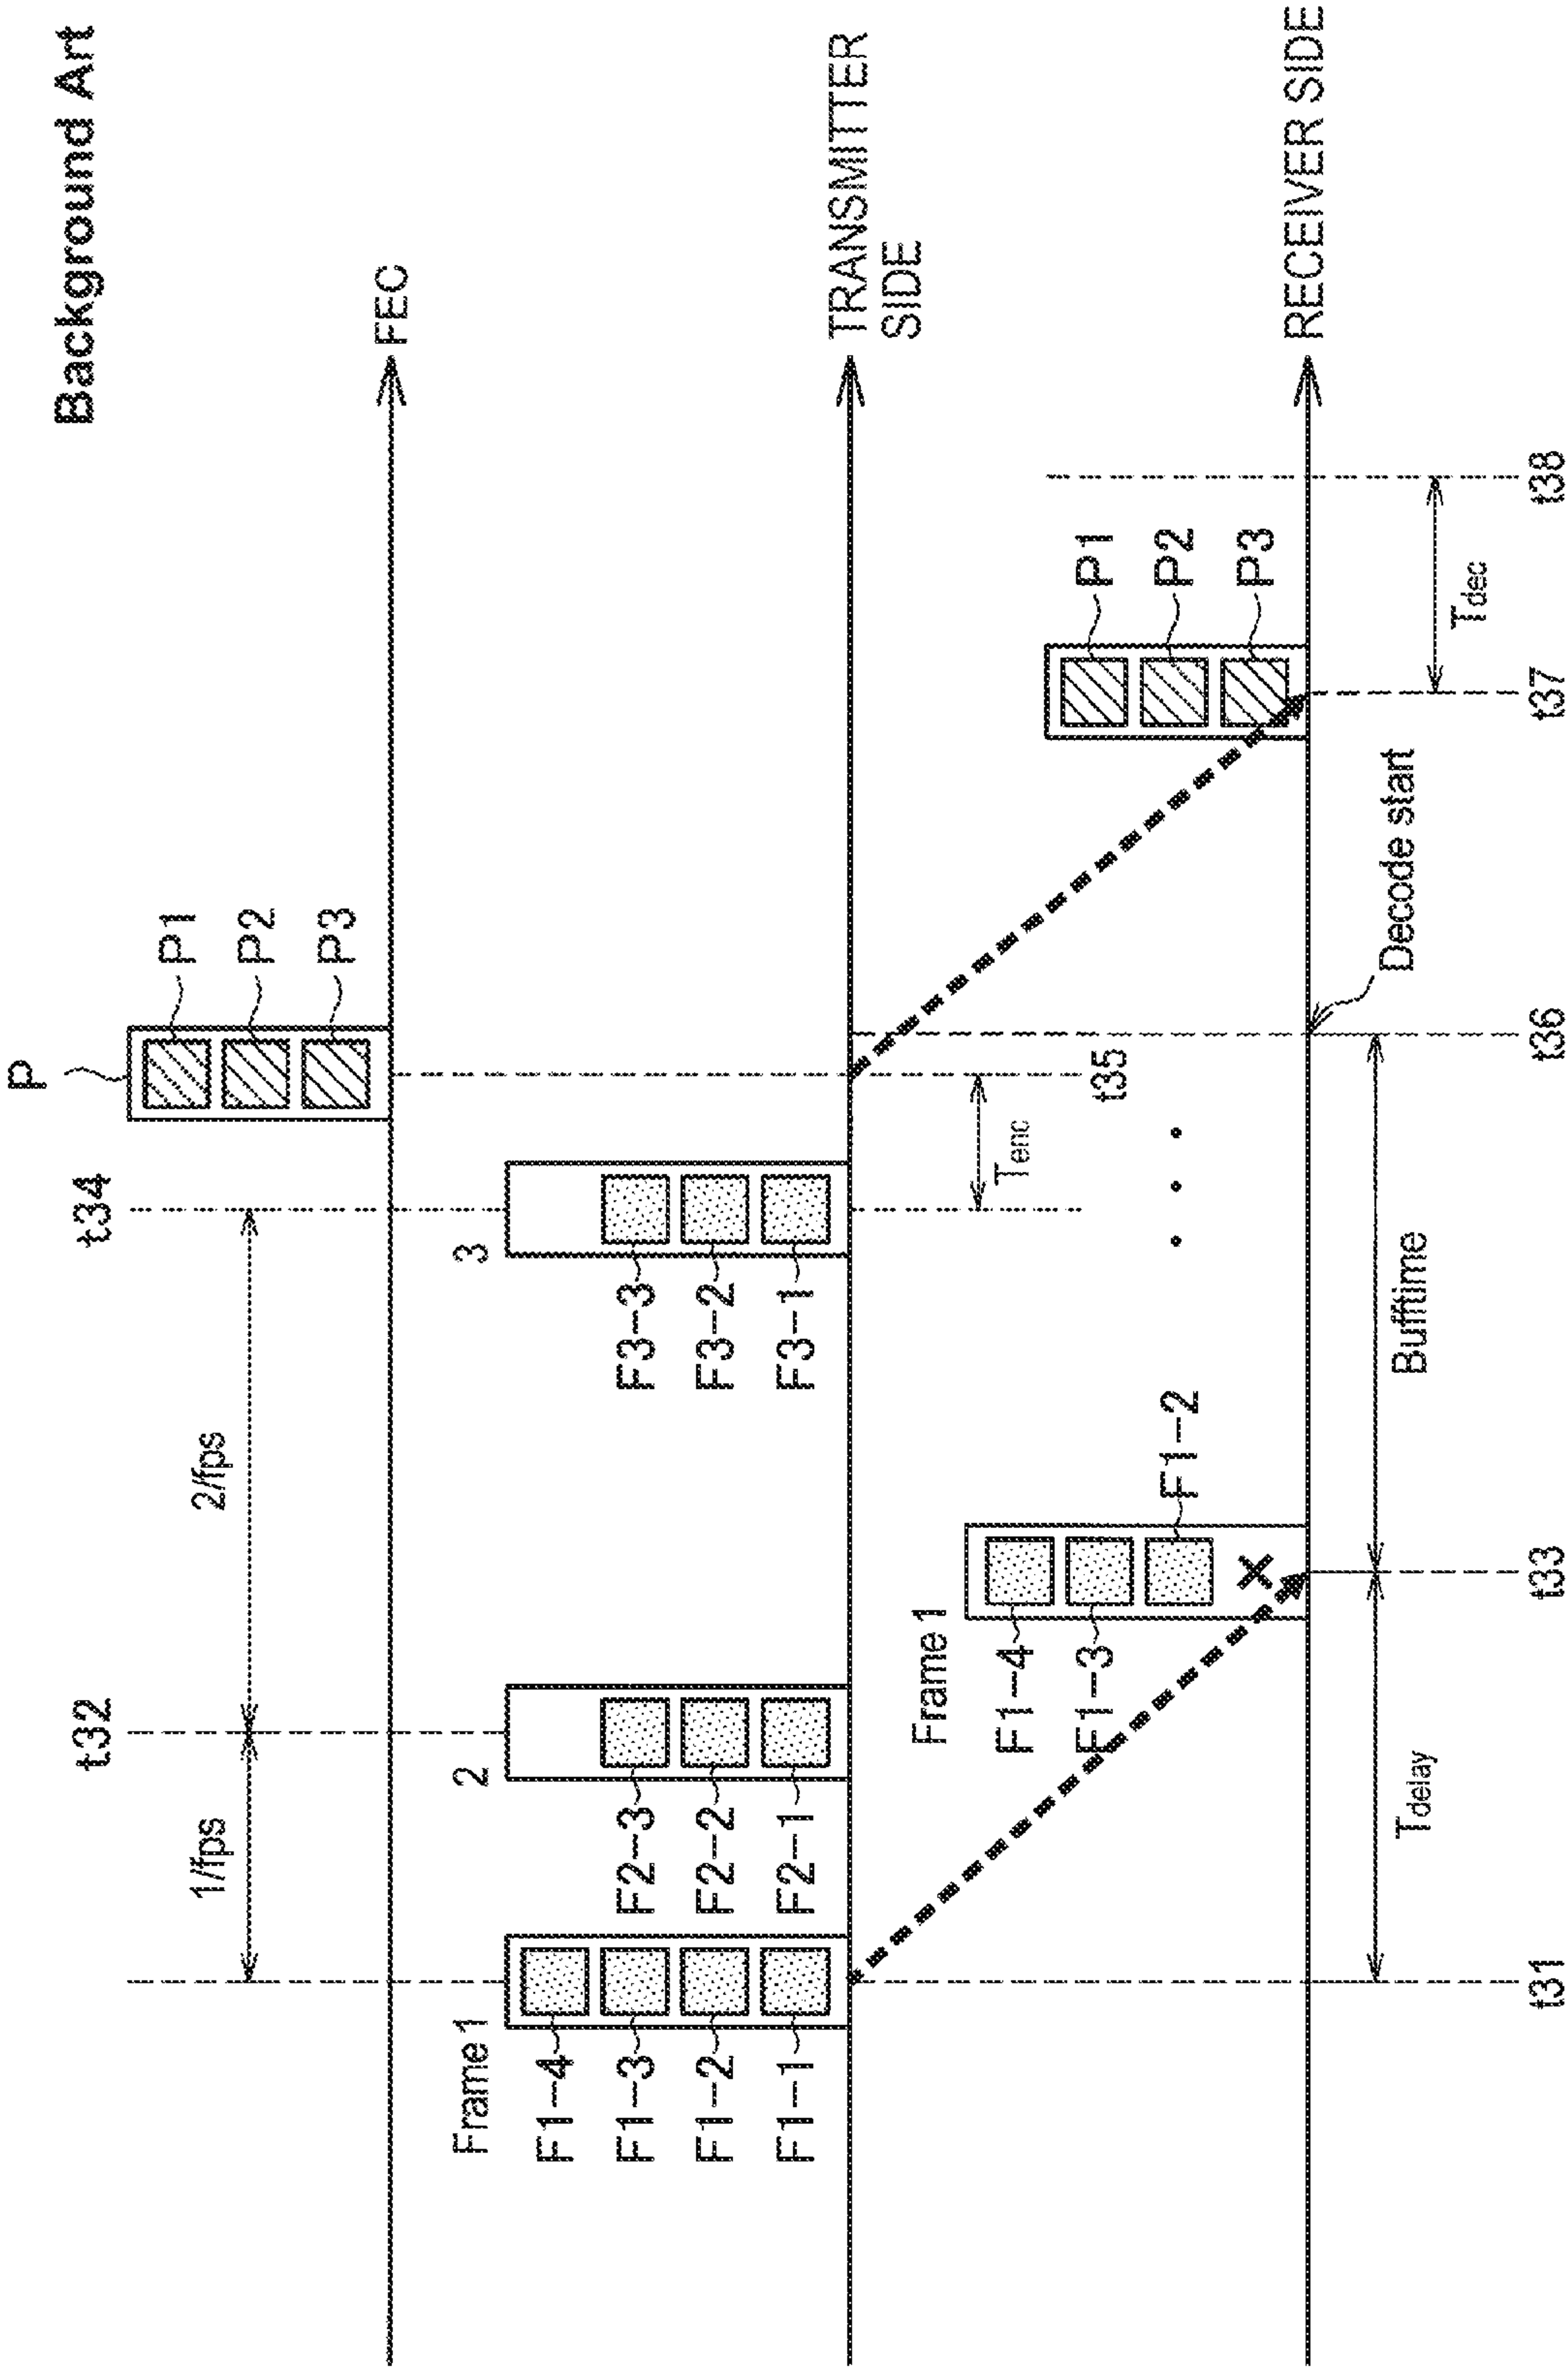 Background Art
P
P1
P2
P3
FEC
t32
t34
1/fps
2/fps
Frame 1
F1-4
F1-3
F1-2
F1-1
2
F2-3
F2-2
F2-1
3
F3-3
F3-2
F3-1
TRANSMITTER
SIDE
Tenc
t35
Frame 1
F1-4
F1-3
F1-2
P1
P2
P3
RECEIVER SIDE
Decode start
Tdelay
Bufftime
Tdec
t31
t33
t36
t37
t38